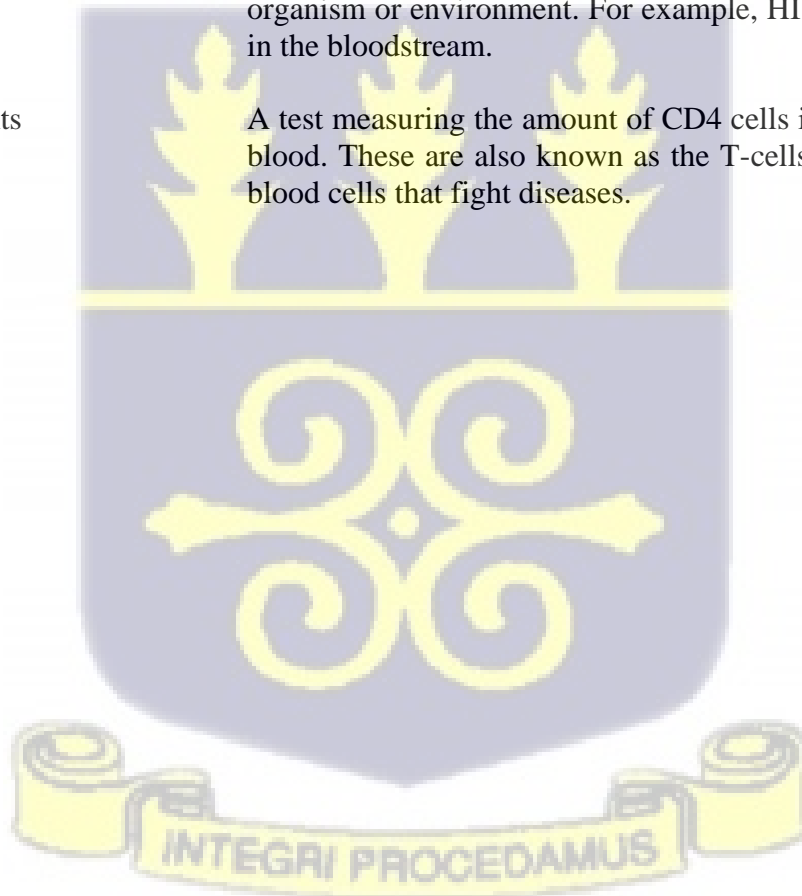 organism or environment. For example, HI
in the bloodstream.
ts
A test measuring the amount of CD4 cells i
blood. These are also known as the T-cells
blood cells that fight diseases.
INTEGRI PROCEDAMUS